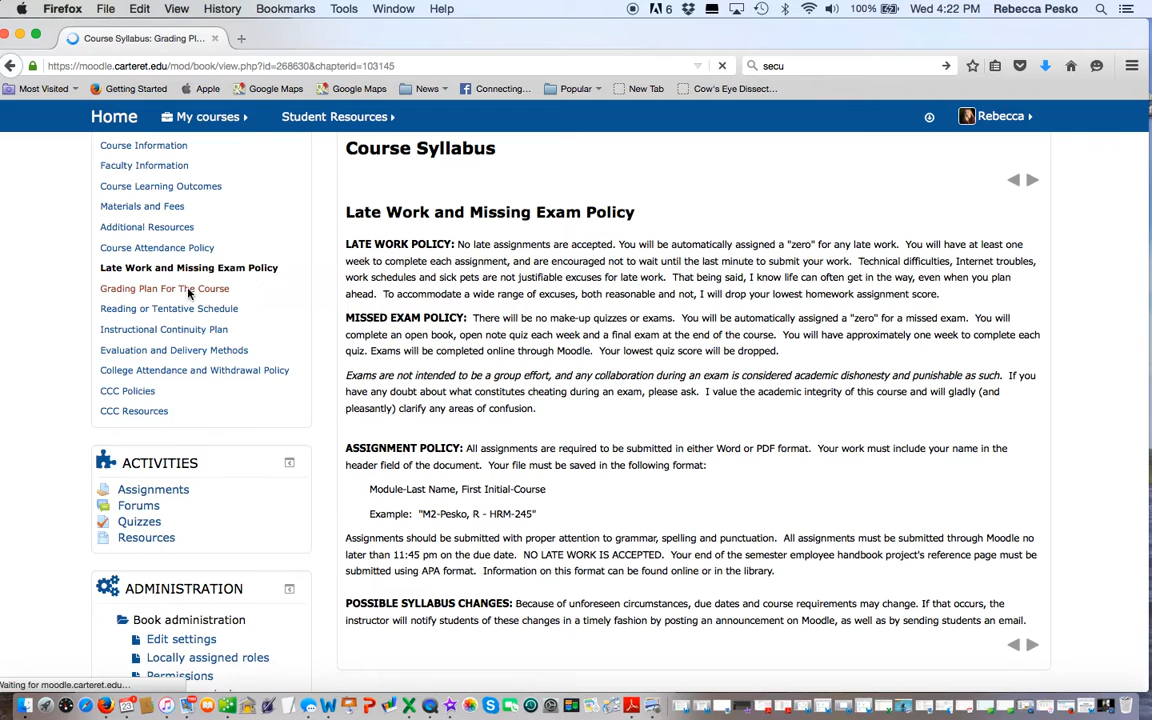 Firefox File Edit View History Bookmarks Tools Window Help 6 100% Wed 4:22 PM Rebecca Pesko
Course Syllabus: Grading Pl... × +
https://moodle.carteret.edu/mod/book/view.php?id=268630&chapterid=103145 secu
Most Visited Getting Started Apple Google Maps Google Maps News Connecting... Popular New Tab Cow's Eye Dissect...
Home My courses Student Resources Rebecca
Course Information
Faculty Information
Course Learning Outcomes
Materials and Fees
Additional Resources
Course Attendance Policy
Late Work and Missing Exam Policy
Grading Plan For The Course
Reading or Tentative Schedule
Instructional Continuity Plan
Evaluation and Delivery Methods
College Attendance and Withdrawal Policy
CCC Policies
CCC Resources
ACTIVITIES
Assignments
Forums
Quizzes
Resources
ADMINISTRATION
Book administration
Edit settings
Locally assigned roles
Permissions
Waiting for moodle.carteret.edu...
Course Syllabus
Late Work and Missing Exam Policy
LATE WORK POLICY: No late assignments are accepted. You will be automatically assigned a "zero" for any late work. You will have at least one
week to complete each assignment, and are encouraged not to wait until the last minute to submit your work. Technical difficulties, Internet troubles,
work schedules and sick pets are not justifiable excuses for late work. That being said, I know life can often get in the way, even when you plan
ahead. To accommodate a wide range of excuses, both reasonable and not, I will drop your lowest homework assignment score.
MISSED EXAM POLICY: There will be no make-up quizzes or exams. You will be automatically assigned a "zero" for a missed exam. You will
complete an open book, open note quiz each week and a final exam at the end of the course. You will have approximately one week to complete each
quiz. Exams will be completed online through Moodle. Your lowest quiz score will be dropped.
Exams are not intended to be a group effort, and any collaboration during an exam is considered academic dishonesty and punishable as such. If you
have any doubt about what constitutes cheating during an exam, please ask. I value the academic integrity of this course and will gladly (and
pleasantly) clarify any areas of confusion.
ASSIGNMENT POLICY: All assignments are required to be submitted in either Word or PDF format. Your work must include your name in the
header field of the document. Your file must be saved in the following format:
Module-Last Name, First Initial-Course
Example: "M2-Pesko, R - HRM-245"
Assignments should be submitted with proper attention to grammar, spelling and punctuation. All assignments must be submitted through Moodle no
later than 11:45 pm on the due date. NO LATE WORK IS ACCEPTED. Your end of the semester employee handbook project's reference page must be
submitted using APA format. Information on this format can be found online or in the library.
POSSIBLE SYLLABUS CHANGES: Because of unforeseen circumstances, due dates and course requirements may change. If that occurs, the
instructor will notify students of these changes in a timely fashion by posting an announcement on Moodle, as well as by sending students an email.